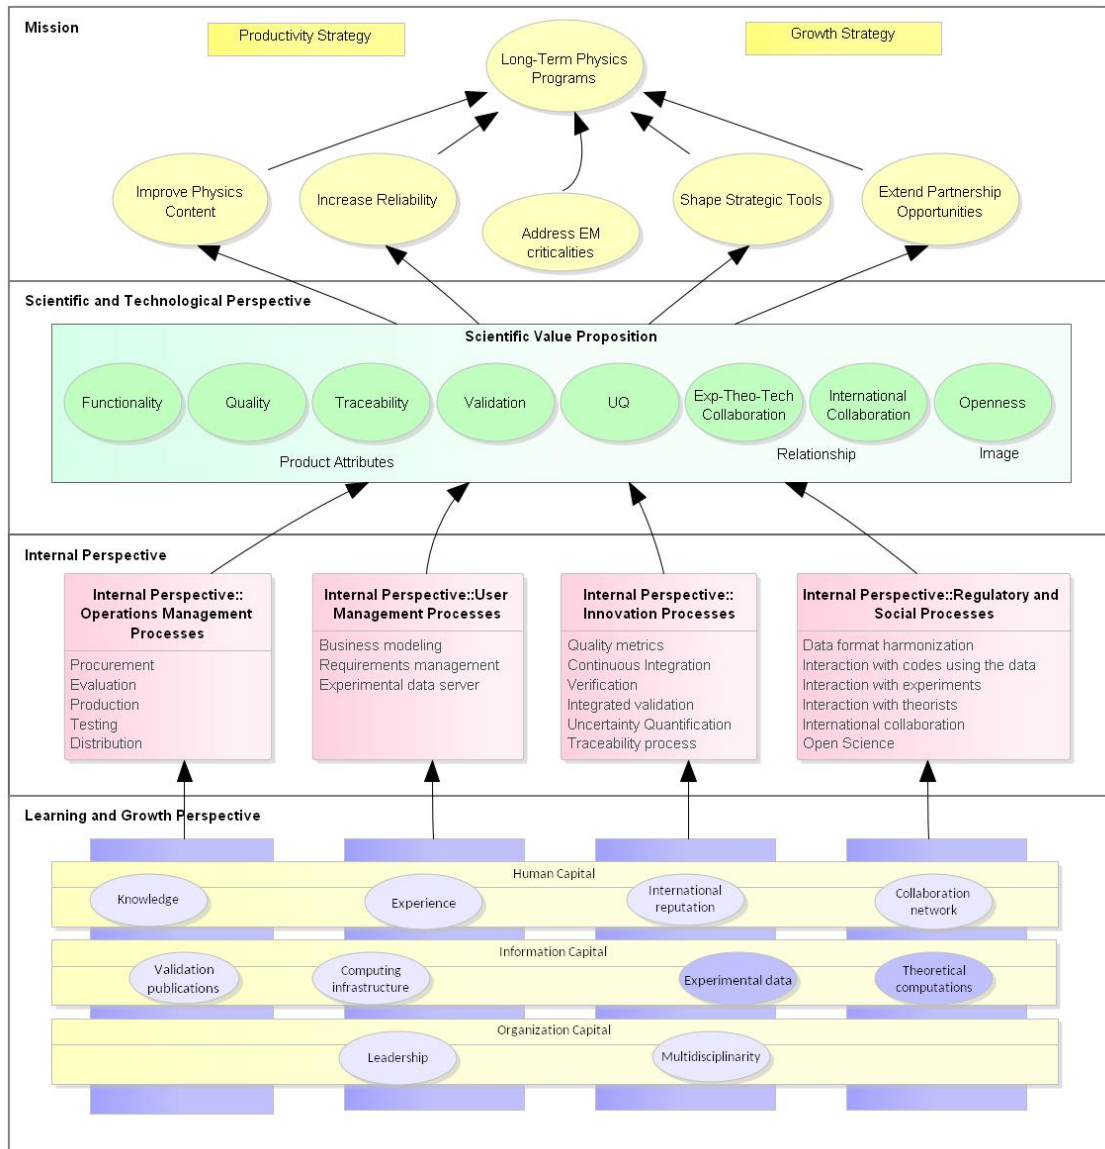 Mission
Productivity Strategy
Growth Strategy
Long-Term Physics
Programs
Improve Physics
Content
Increase Reliability
Address EM
criticalities
Shape Strategic Tools
Extend Partnership
Opportunities
Scientific and Technological Perspective
Scientific Value Proposition
Functionality
Quality
Traceability
Validation
UQ
Exp-Theo-Tech
Collaboration
International
Collaboration
Openness
Product Attributes
Relationship
Image
Internal Perspective
Internal Perspective::
Operations Management
Processes
Procurement
Evaluation
Production
Testing
Distribution
Internal Perspective::User
Management Processes
Business modeling
Requirements management
Experimental data server
Internal Perspective::
Innovation Processes
Quality metrics
Continuous Integration
Verification
Integrated validation
Uncertainty Quantification
Traceability process
Internal Perspective::Regulatory and
Social Processes
Data format harmonization
Interaction with codes using the data
Interaction with experiments
Interaction with theorists
International collaboration
Open Science
Learning and Growth Perspective
Human Capital
Knowledge
Experience
International
reputation
Collaboration
network
Information Capital
Validation
publications
Computing
infrastructure
Experimental data
Theoretical
computations
Organization Capital
Leadership
Multidisciplinarity